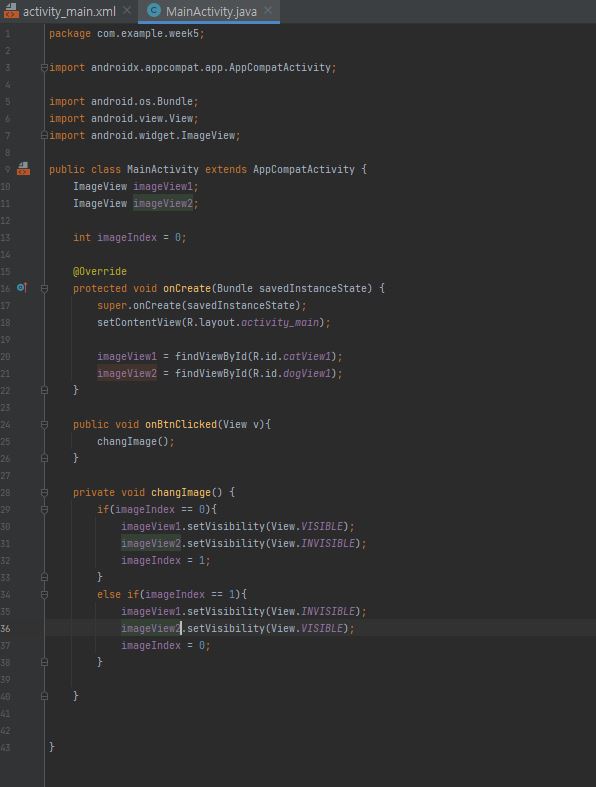 activity_main.xml MainActivity.java
1 package com.example.week5;
2
3 import androidx.appcompat.app.AppCompatActivity;
4
5 import android.os.Bundle;
6 import android.view.View;
7 import android.widget.ImageView;
8
9 public class MainActivity extends AppCompatActivity {
10 ImageView imageView1;
11 ImageView imageView2;
12
13 int imageIndex = 0;
14
15 @Override
16 protected void onCreate(Bundle savedInstanceState) {
17 super.onCreate(savedInstanceState);
18 setContentView(R.layout.activity_main);
19
20 imageView1 = findViewById(R.id.catView1);
21 imageView2 = findViewById(R.id.dogView1);
22 }
23
24 public void onBtnClicked(View v){
25 changImage();
26 }
27
28 private void changImage() {
29 if(imageIndex == 0){
30 imageView1.setVisibility(View.VISIBLE);
31 imageView2.setVisibility(View.INVISIBLE);
32 imageIndex = 1;
33 }
34 else if(imageIndex == 1){
35 imageView1.setVisibility(View.INVISIBLE);
36 imageView2.setVisibility(View.VISIBLE);
37 imageIndex = 0;
38 }
39
40 }
41
42
43 }